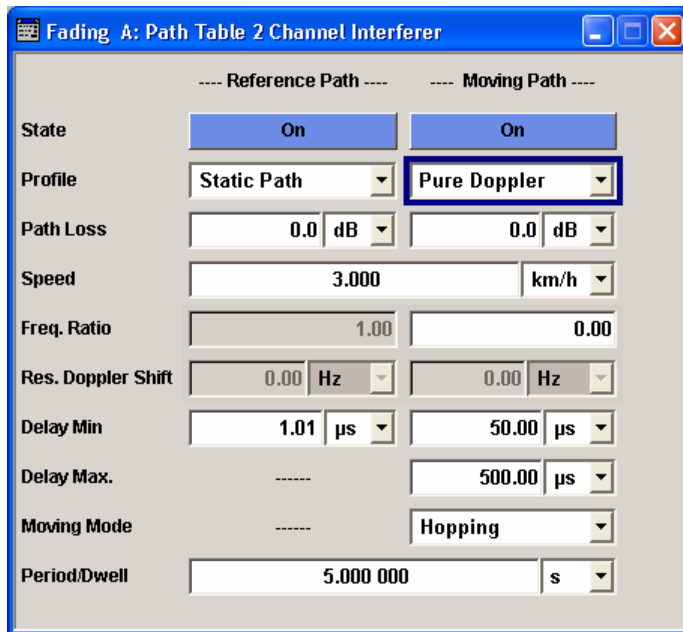 Fading A: Path Table 2 Channel Interferer
---- Reference Path ---- ---- Moving Path ----
State On On
Profile Static Path Pure Doppler
Path Loss 0.0 dB 0.0 dB
Speed 3.000 km/h
Freq. Ratio 1.00 0.00
Res. Doppler Shift 0.00 Hz 0.00 Hz
Delay Min 1.01 µs 50.00 µs
Delay Max. ------ 500.00 µs
Moving Mode ------ Hopping
Period/Dwell 5.000 000 s